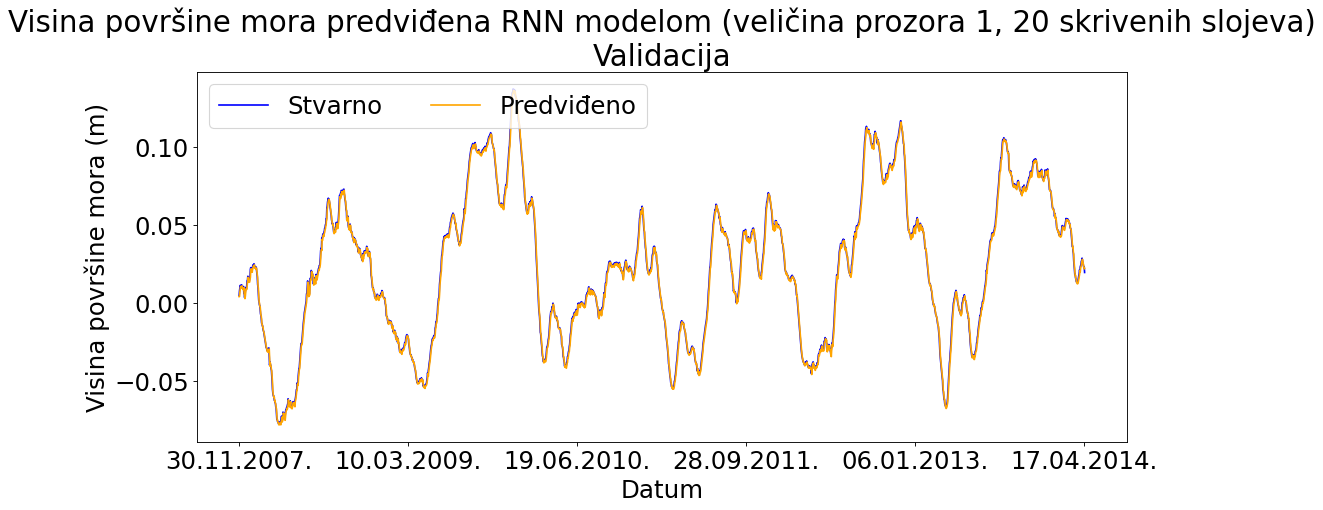 Visina površine mora predviđena RNN modelom (veličina prozora 1, 20 skrivenih slojeva)
Validacija
Stvarno Predviđeno
Visina površine mora (m)
0.10
0.05
0.00
−0.05
30.11.2007. 10.03.2009. 19.06.2010. 28.09.2011. 06.01.2013. 17.04.2014.
Datum